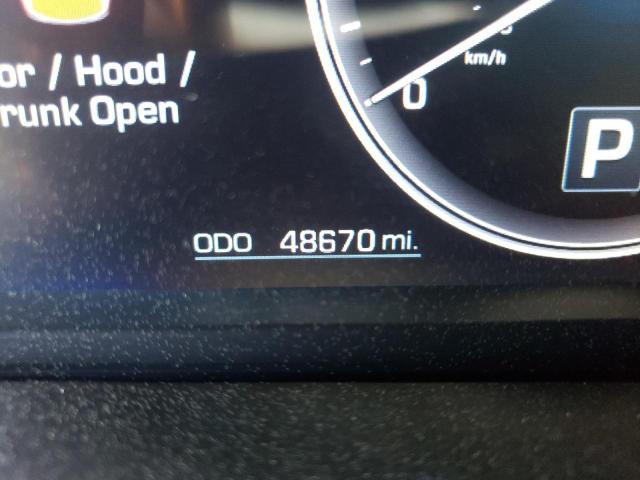 or / Hood /
runk Open
0
km/h
P
ODO 48670 mi.